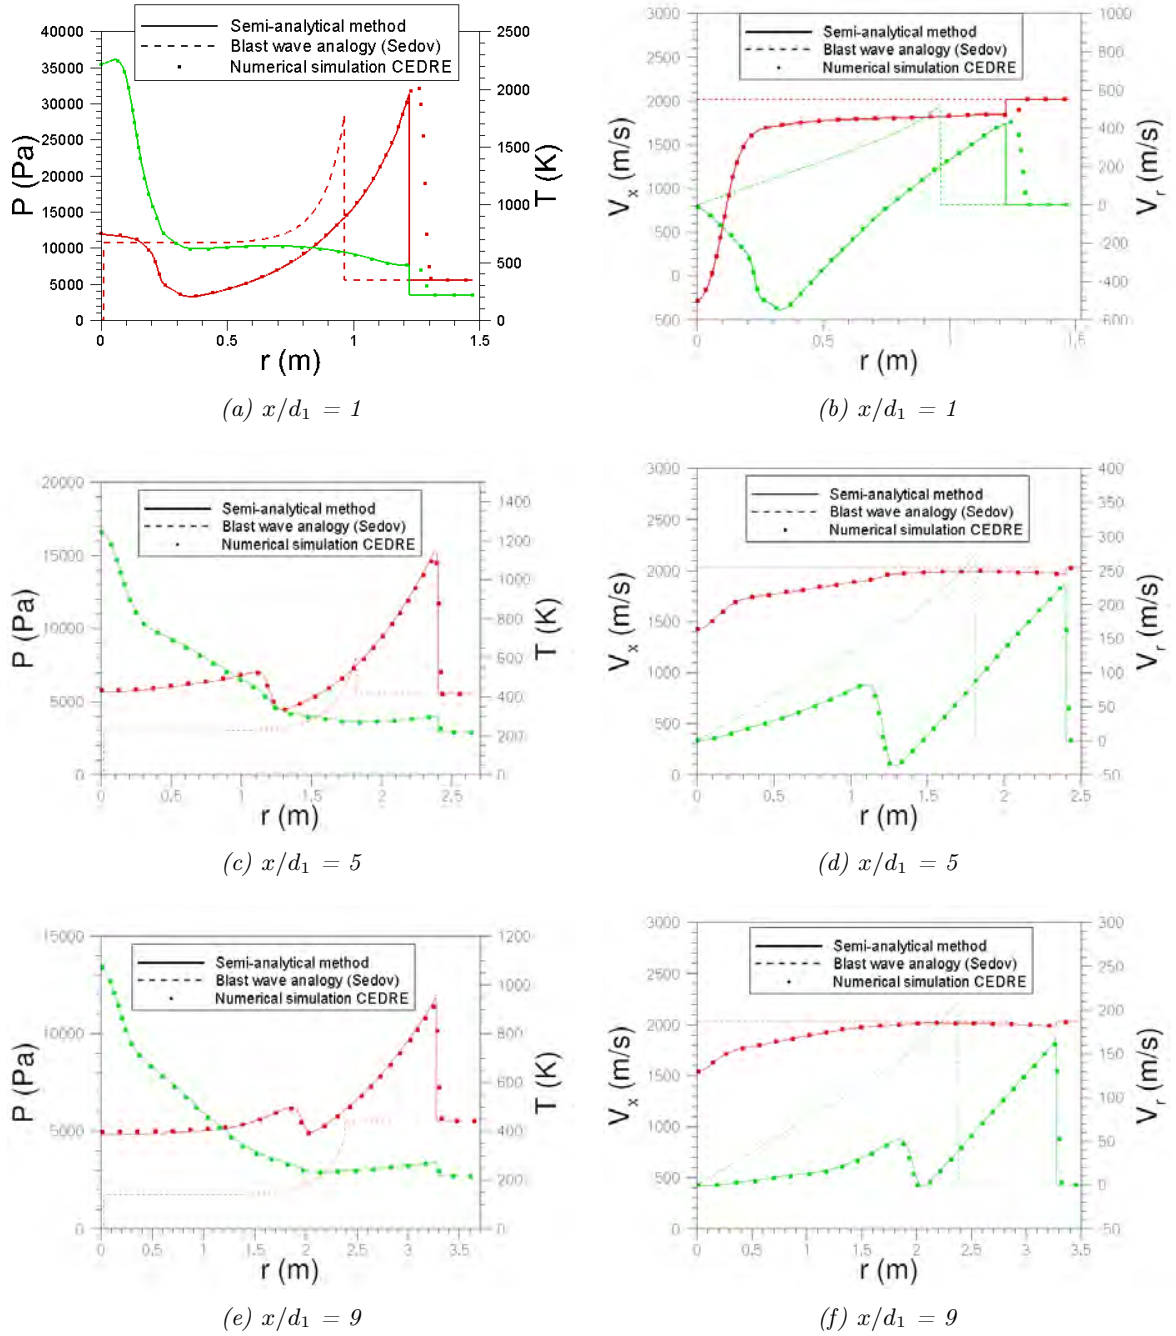 Semi-analytical method
Blast wave analogy (Sedov)
Numerical simulation CEDRE
40000
35000
30000
25000
20000
15000
10000
5000
0
P (Pa)
2500
2000
1500
1000
500
0
T (K)
0 0.5 1 1.5
r (m)
(a) x/d₁ = 1
Semi-analytical method
Blast wave analogy (Sedov)
Numerical simulation CEDRE
3000
2500
2000
1500
1000
500
0
500
Vₓ (m/s)
1000
800
600
400
200
0
-200
-400
-600
Vᵣ (m/s)
0 0.5 1 1.5
r (m)
(b) x/d₁ = 1
Semi-analytical method
Blast wave analogy (Sedov)
Numerical simulation CEDRE
20000
15000
10000
5000
0
P (Pa)
1400
1200
1000
800
600
400
200
0
T (K)
0 0.5 1 1.5 2 2.5
r (m)
(c) x/d₁ = 5
Semi-analytical method
Blast wave analogy (Sedov)
Numerical simulation CEDRE
3000
2500
2000
1500
1000
500
0
Vₓ (m/s)
400
350
300
250
200
150
100
50
0
-50
Vᵣ (m/s)
0 0.5 1 1.5 2 2.5
r (m)
(d) x/d₁ = 5
Semi-analytical method
Blast wave analogy (Sedov)
Numerical simulation CEDRE
15000
10000
5000
0
P (Pa)
1200
1000
800
600
400
200
0
T (K)
0 0.5 1 1.5 2 2.5 3 3.5
r (m)
(e) x/d₁ = 9
Semi-analytical method
Blast wave analogy (Sedov)
Numerical simulation CEDRE
3000
2500
2000
1500
1000
500
0
Vₓ (m/s)
300
250
200
150
100
50
0
-50
Vᵣ (m/s)
0 0.5 1 1.5 2 2.5 3 3.5
r (m)
(f) x/d₁ = 9